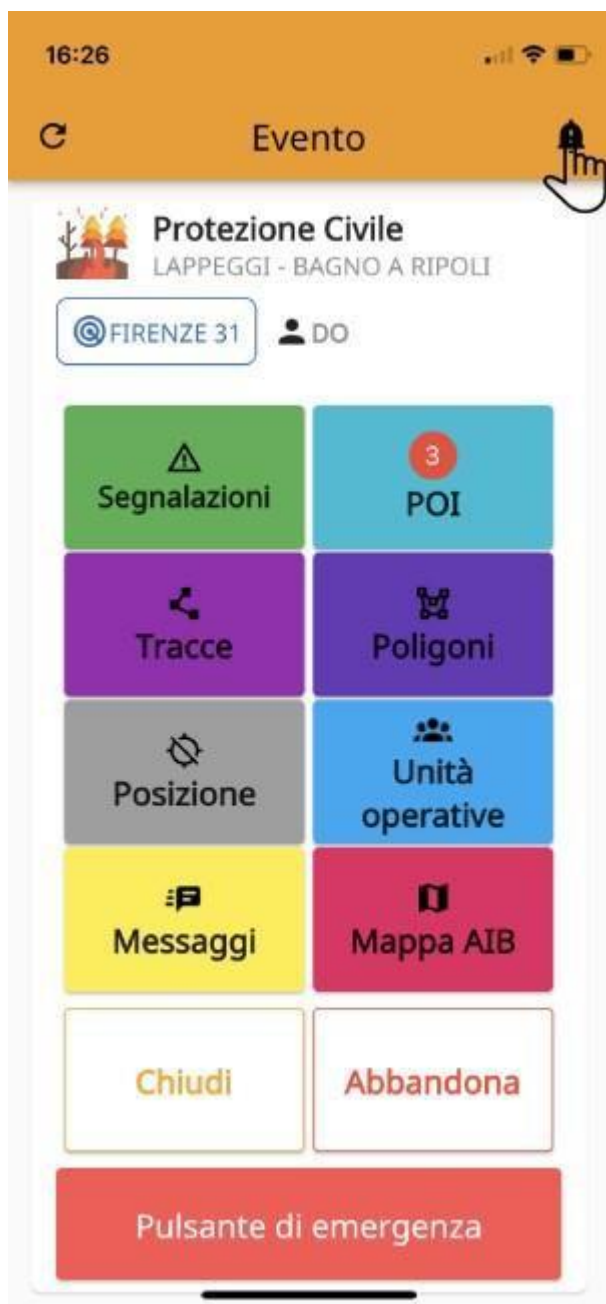 16:26
Evento
Protezione Civile
LAPPEGGI - BAGNO A RIPOLI
FIRENZE 31
DO
Segnalazioni
3
POI
Tracce
Poligoni
Posizione
Unità
operative
Messaggi
Mappa AIB
Chiudi
Abbandona
Pulsante di emergenza